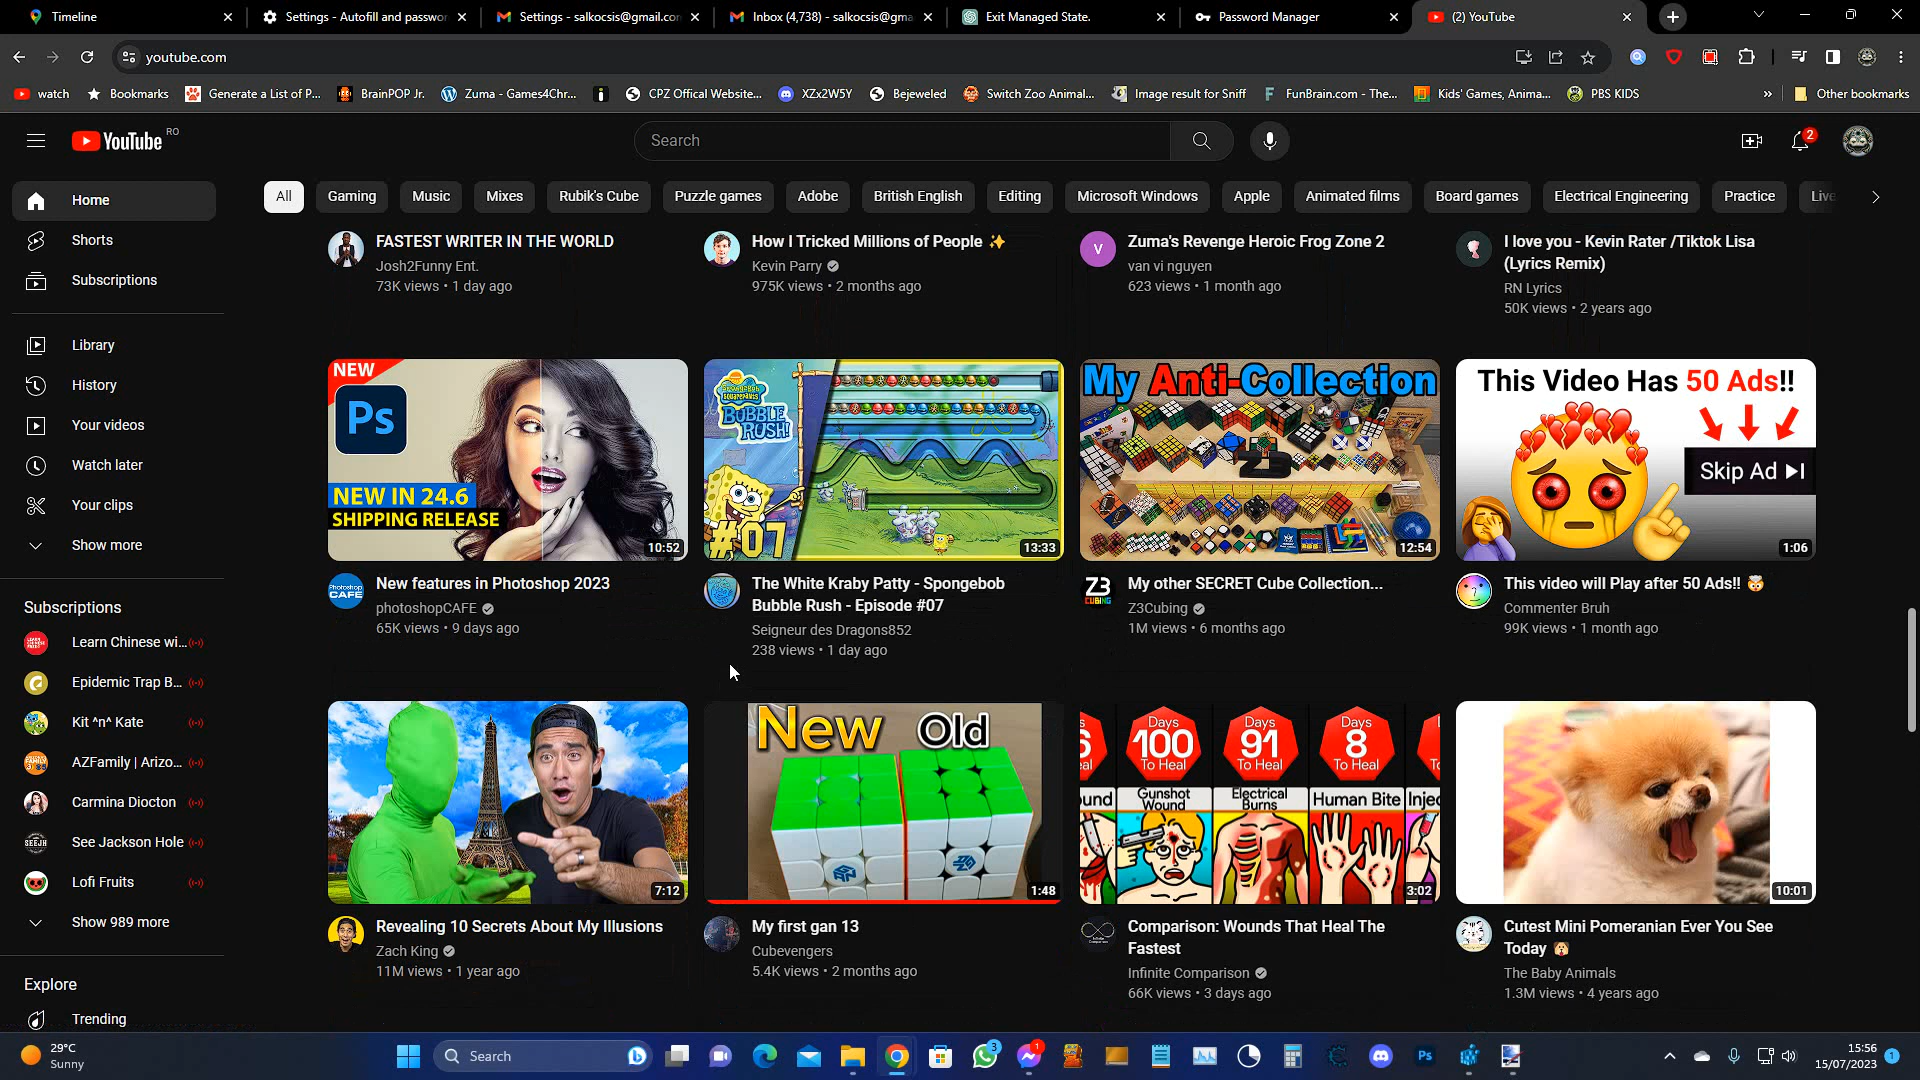 Timeline
Settings - Autofill and passwor
Settings - salkocsis@gmail.con
Inbox (4,738) - salkocsis@gma
Exit Managed State.
Password Manager
(2) YouTube
youtube.com
watch
Bookmarks
Generate a List of P...
BrainPOP Jr.
Zuma - Games4Chr...
CPZ Offical Website...
XZx2W5Y
Bejeweled
Switch Zoo Animal...
Image result for Sniff
FunBrain.com - The...
Kids' Games, Anima...
PBS KIDS
»
Other bookmarks
YouTube RO
Search
2
Home
Shorts
Subscriptions
Library
History
Your videos
Watch later
Your clips
Show more
Subscriptions
Learn Chinese wi...
Epidemic Trap B...
Kit ^n^ Kate
AZFamily | Arizo...
Carmina Diocton
See Jackson Hole
Lofi Fruits
Show 989 more
Explore
Trending
All
Gaming
Music
Mixes
Rubik's Cube
Puzzle games
Adobe
British English
Editing
Microsoft Windows
Apple
Animated films
Board games
Electrical Engineering
Practice
Live
FASTEST WRITER IN THE WORLD
Josh2Funny Ent.
73K views • 1 day ago
How I Tricked Millions of People ✨
Kevin Parry
975K views • 2 months ago
V
Zuma's Revenge Heroic Frog Zone 2
van vi nguyen
623 views • 1 month ago
I love you - Kevin Rater /Tiktok Lisa
(Lyrics Remix)
RN Lyrics
50K views • 2 years ago
NEW
Ps
NEW IN 24.6
SHIPPING RELEASE
10:52
Photoshop
CAFE
New features in Photoshop 2023
photoshopCAFE
65K views • 9 days ago
SpongeBob
SquarePants
BUBBLE
RUSH!
#07
13:33
The White Kraby Patty - Spongebob
Bubble Rush - Episode #07
Seigneur des Dragons852
238 views • 1 day ago
My Anti-Collection
Z3
12:54
Z3
CUBING
My other SECRET Cube Collection...
Z3Cubing
1M views • 6 months ago
This Video Has 50 Ads!!
Skip Ad
1:06
This video will Play after 50 Ads!! 🤯
Commenter Bruh
99K views • 1 month ago
7:12
Revealing 10 Secrets About My Illusions
Zach King
11M views • 1 year ago
New Old
1:48
My first gan 13
Cubevengers
5.4K views • 2 months ago
6
eal
Days
100
To Heal
Days
91
To Heal
Days
8
To Heal
T
und
Gunshot
Wound
Electrical
Burns
Human Bite
Injec
3:02
Comparison: Wounds That Heal The
Fastest
Infinite Comparison
66K views • 3 days ago
10:01
Cutest Mini Pomeranian Ever You See
Today 🐶
The Baby Animals
1.3M views • 4 years ago
29°C
Sunny
Search
3
1
Ps
15:56
15/07/2023
1